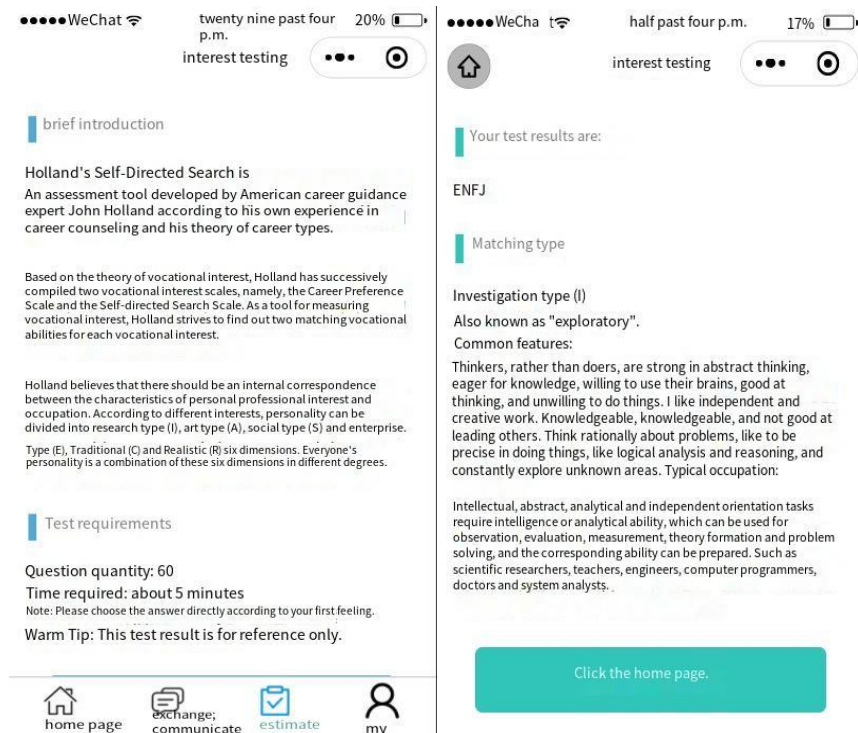 WeChat
twenty nine past four
p.m.
20%
interest testing
brief introduction
Holland's Self-Directed Search is
An assessment tool developed by American career guidance
expert John Holland according to his own experience in
career counseling and his theory of career types.
Based on the theory of vocational interest, Holland has successively
compiled two vocational interest scales, namely, the Career Preference
Scale and the Self-directed Search Scale. As a tool for measuring
vocational interest, Holland strives to find out two matching vocational
abilities for each vocational interest.
Holland believes that there should be an internal correspondence
between the characteristics of personal professional interest and
occupation. According to different interests, personality can be
divided into research type (I), art type (A), social type (S) and enterprise.
Type (E), Traditional (C) and Realistic (R) six dimensions. Everyone's
personality is a combination of these six dimensions in different degrees.
Test requirements
Question quantity: 60
Time required: about 5 minutes
Note: Please choose the answer directly according to your first feeling.
Warm Tip: This test result is for reference only.
home page
exchange;
communicate
estimate
my
WeCha t
half past four p.m.
17%
interest testing
Your test results are:
ENFJ
Matching type
Investigation type (I)
Also known as "exploratory".
Common features:
Thinkers, rather than doers, are strong in abstract thinking,
eager for knowledge, willing to use their brains, good at
thinking, and unwilling to do things. I like independent and
creative work. Knowledgeable, knowledgeable, and not good at
leading others. Think rationally about problems, like to be
precise in doing things, like logical analysis and reasoning, and
constantly explore unknown areas. Typical occupation:
Intellectual, abstract, analytical and independent orientation tasks
require intelligence or analytical ability, which can be used for
observation, evaluation, measurement, theory formation and problem
solving, and the corresponding ability can be prepared. Such as
scientific researchers, teachers, engineers, computer programmers,
doctors and system analysts.
Click the home page.